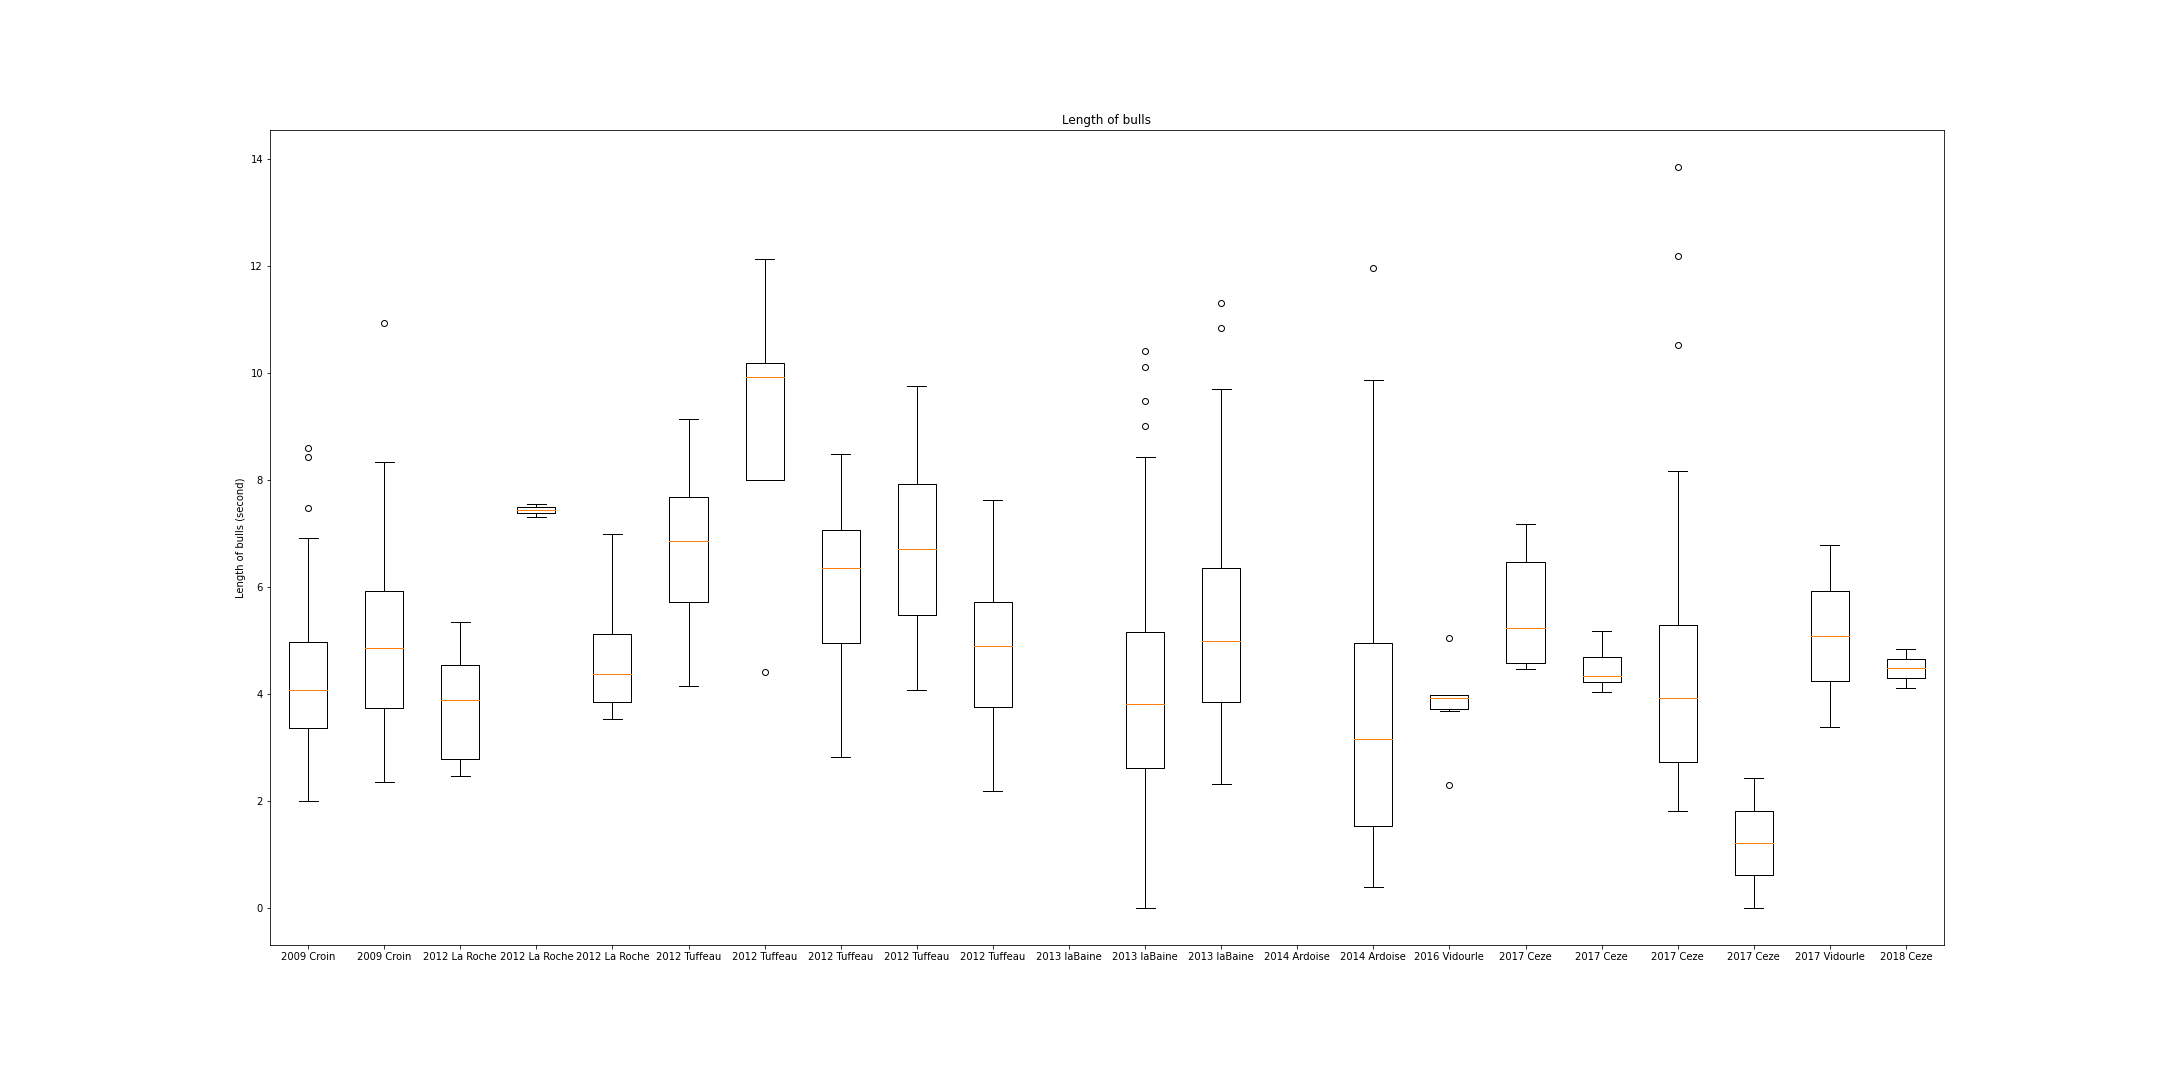 Length of bulls
Length of bulls (second)
14
12
10
8
6
4
2
0
2009 Croin 2009 Croin 2012 La Roche 2012 La Roche 2012 La Roche 2012 Tuffeau 2012 Tuffeau 2012 Tuffeau 2012 Tuffeau 2012 Tuffeau 2013 laBaine 2013 laBaine 2013 laBaine 2014 Ardoise 2014 Ardoise 2016 Vidourle 2017 Ceze 2017 Ceze 2017 Ceze 2017 Ceze 2017 Vidourle 2018 Ceze